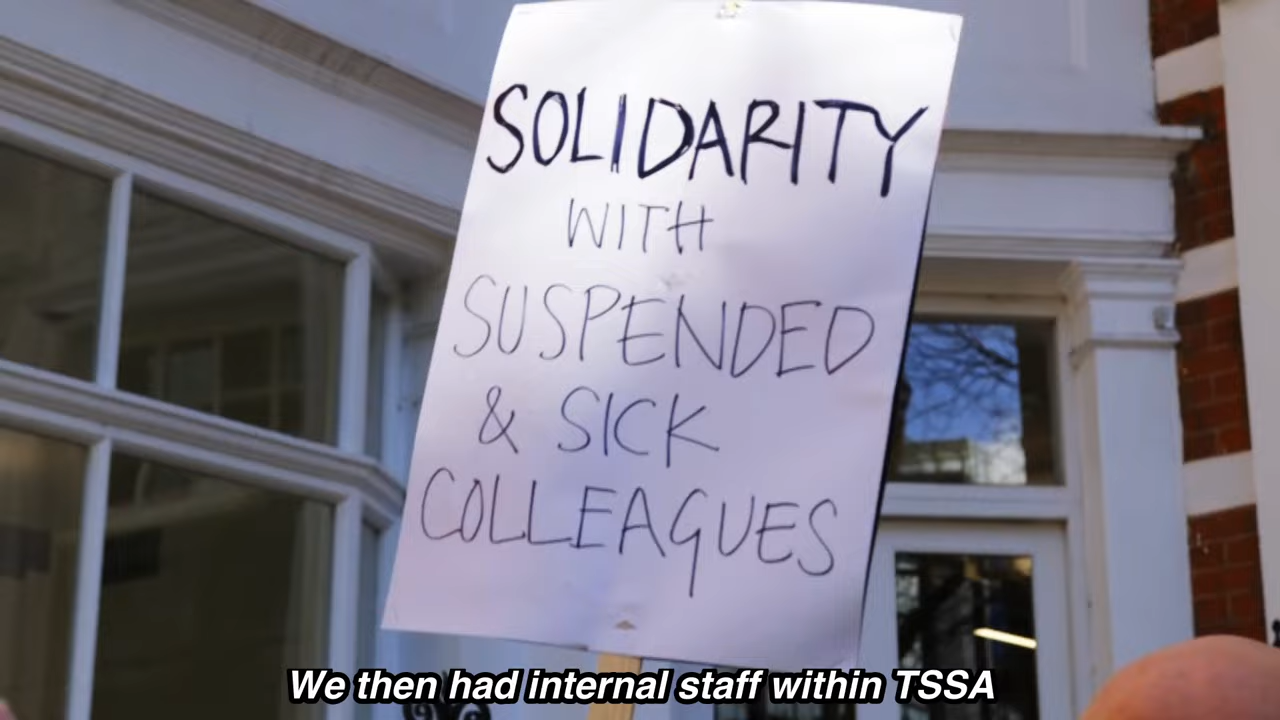 SOLIDARITY
WITH
SUSPENDED
& SICK
COLLEAGUES
We then had internal staff within TSSA